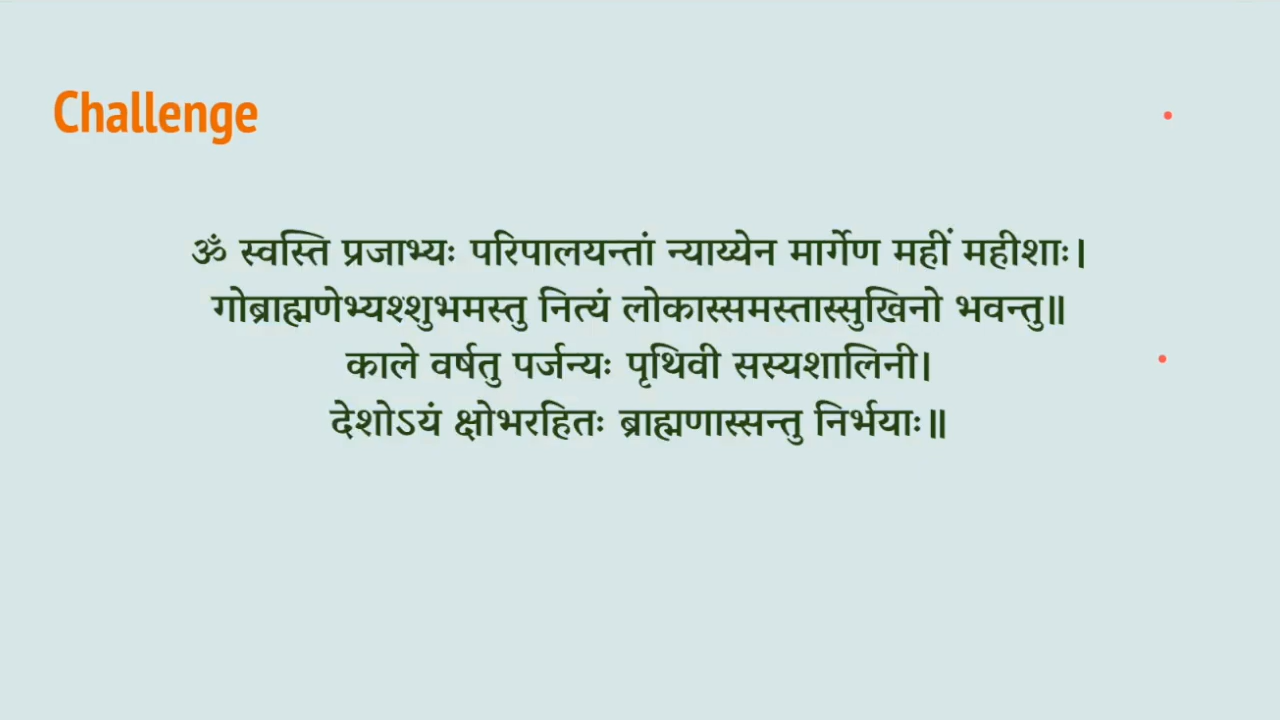 Challenge
ॐ स्वस्ति प्रजाभ्यः परिपालयन्तां न्याय्येन मार्गेण महीं महीशाः।
गोब्राह्मणेभ्यश्शुभमस्तु नित्यं लोकास्समस्तास्सुखिनो भवन्तु॥
काले वर्षतु पर्जन्यः पृथिवी सस्यशालिनी।
देशोऽयं क्षोभरहितः ब्राह्मणास्सन्तु निर्भयाः॥